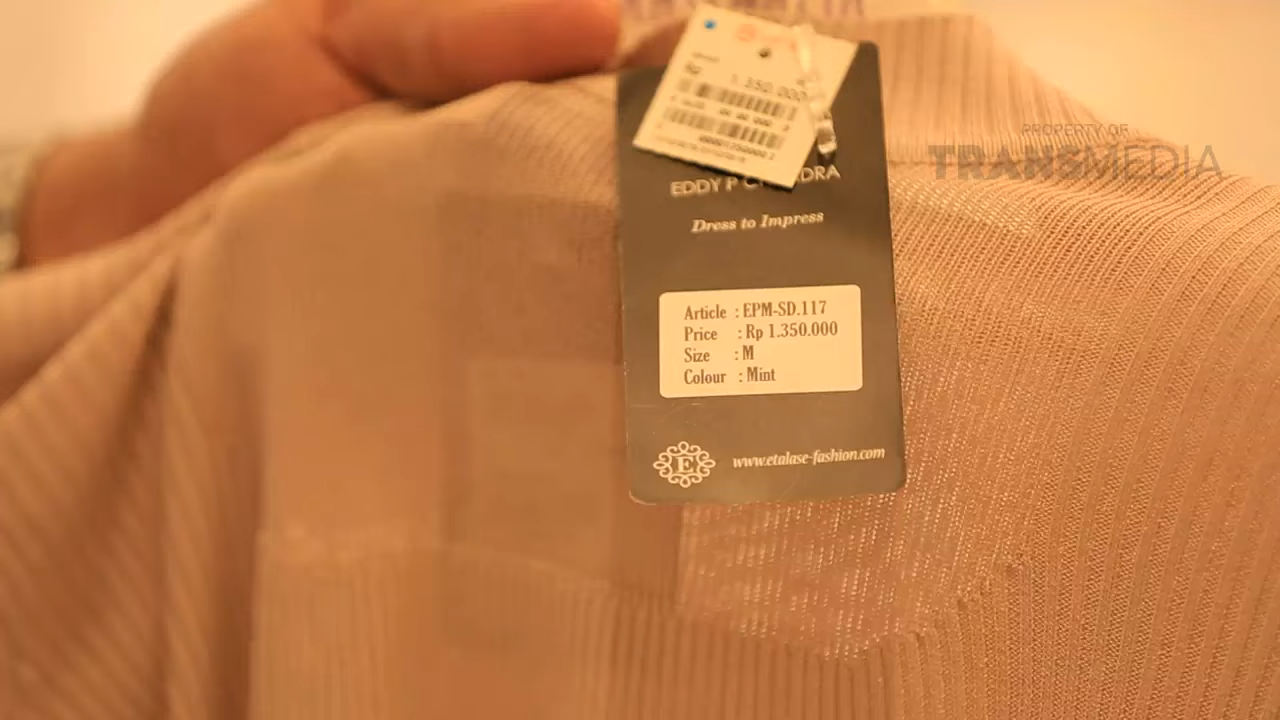 PROPERTY OF
TRANSMEDIA
Rp 1.350.000
EDDY P
Dress to Impress
Article : EPM-SD.117
Price : Rp 1.350.000
Size : M
Colour : Mint
E
www.etalase-fashion.com